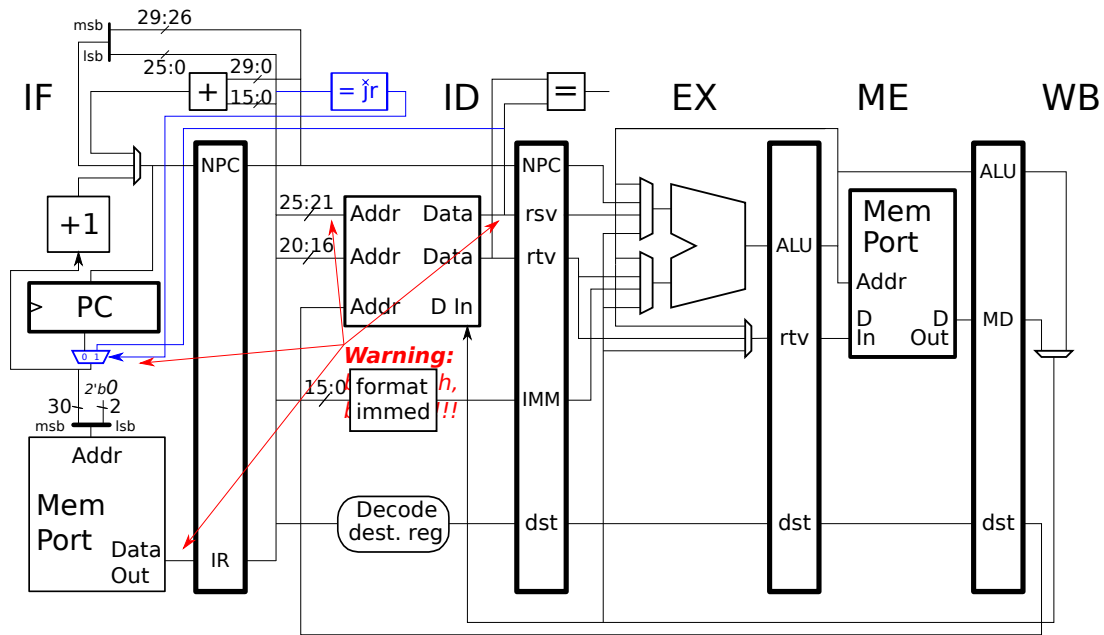 29:26
msb
lsb
25:0
29:0
15:0
IF
+
= jr
x
ID
=
EX
ME
WB
NPC
NPC
ALU
+1
25:21
Addr
Data
rsv
Mem
Port
20:16
Addr
Data
rtv
ALU
Addr
PC
Addr
D In
D
In
D
Out
MD
rtv
0 1
Warning:
2'b0
15:0
format
immed
h,
!!!
IMM
30
2
msb
lsb
Addr
Mem
Port
Data
Out
IR
Decode
dest. reg
dst
dst
dst